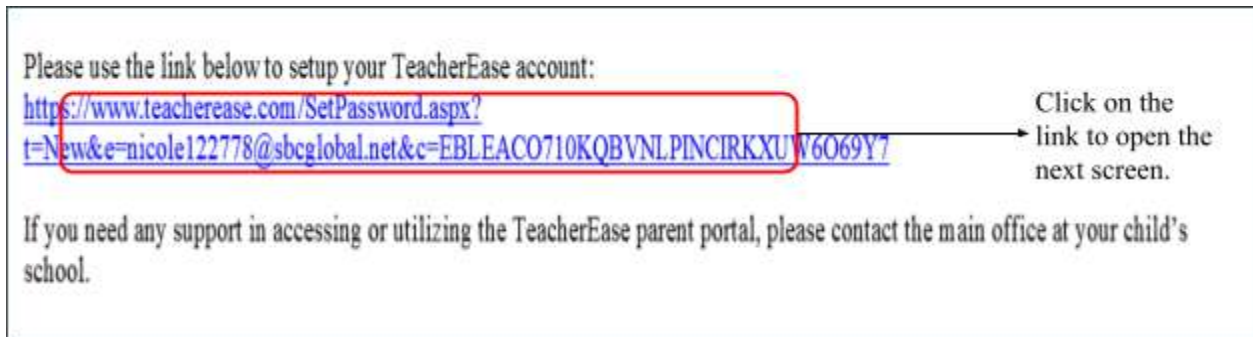 Please use the link below to setup your TeacherEase account:
https://www.teacherease.com/SetPassword.aspx?
t=New&e=nicole122778@sbcglobal.net&c=EBLEACO710KQBVNLPINCIRKXUW6O69Y7
If you need any support in accessing or utilizing the TeacherEase parent portal, please contact the main office at your child's
school.
Click on the
link to open the
next screen.